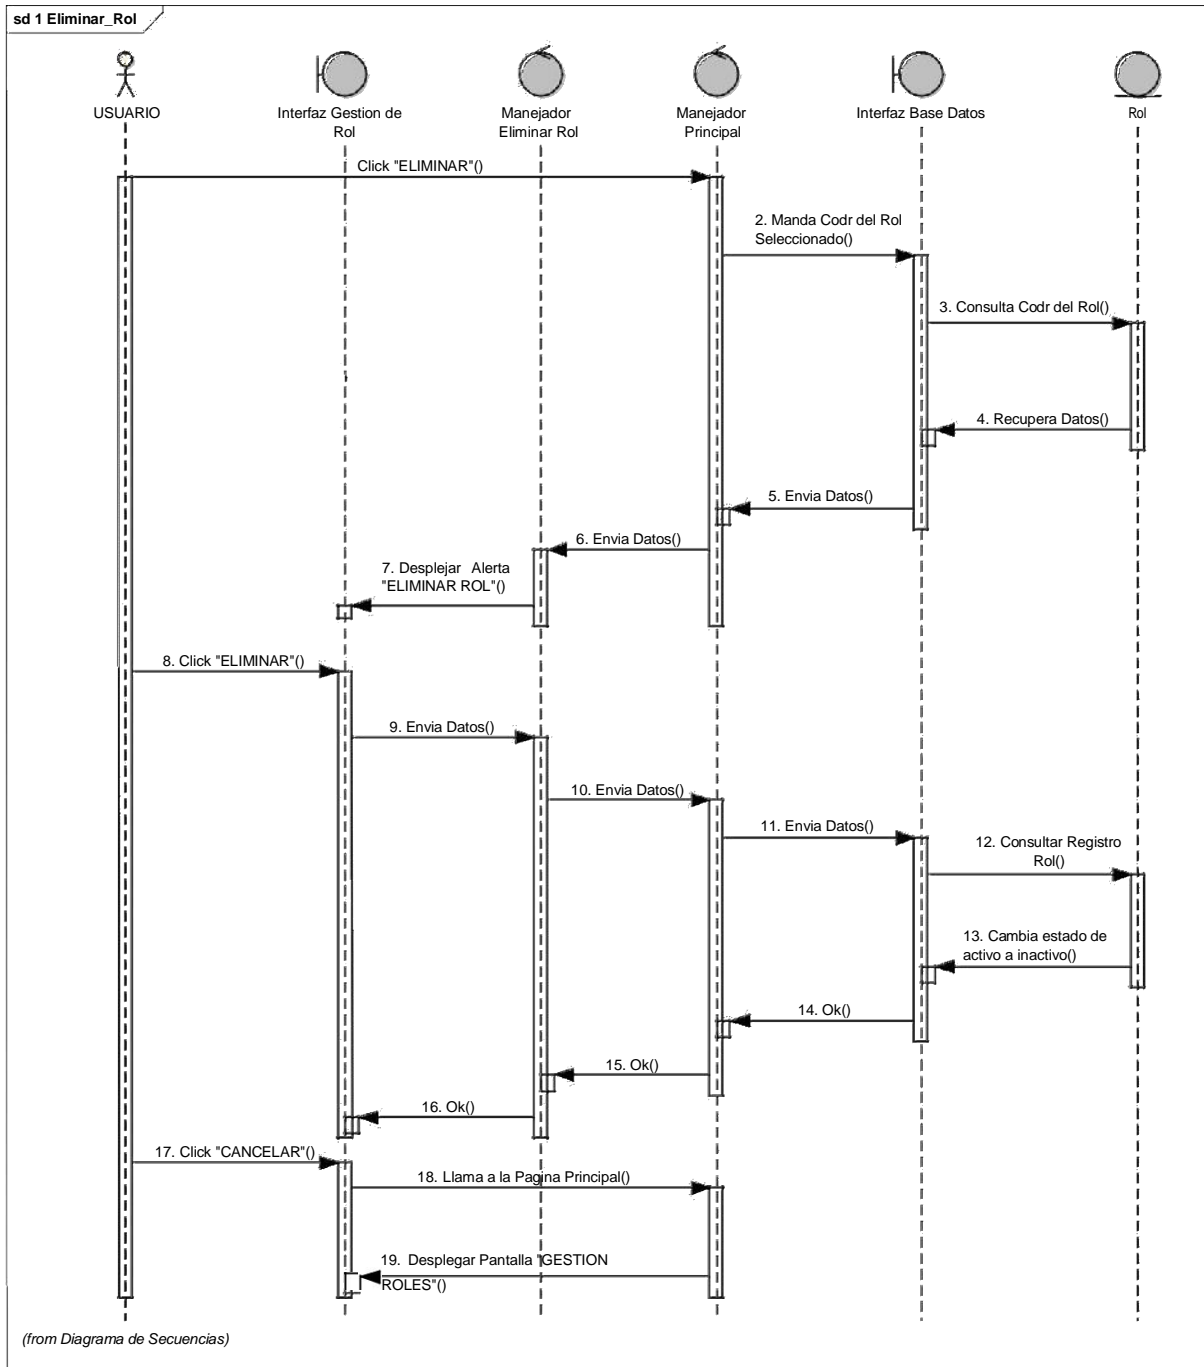 sd 1 Eliminar_Rol
USUARIO
Interfaz Gestion de
Rol
Manejador
Eliminar Rol
Manejador
Principal
Interfaz Base Datos
Rol
Click "ELIMINAR"()
2. Manda Codr del Rol
Seleccionado()
3. Consulta Codr del Rol()
4. Recupera Datos()
5. Envia Datos()
6. Envia Datos()
7. Desplejar Alerta
"ELIMINAR ROL"()
8. Click "ELIMINAR"()
9. Envia Datos()
10. Envia Datos()
11. Envia Datos()
12. Consultar Registro
Rol()
13. Cambia estado de
activo a inactivo()
14. Ok()
15. Ok()
16. Ok()
17. Click "CANCELAR"()
18. Llama a la Pagina Principal()
19. Desplegar Pantalla "GESTION
ROLES"()
(from Diagrama de Secuencias)